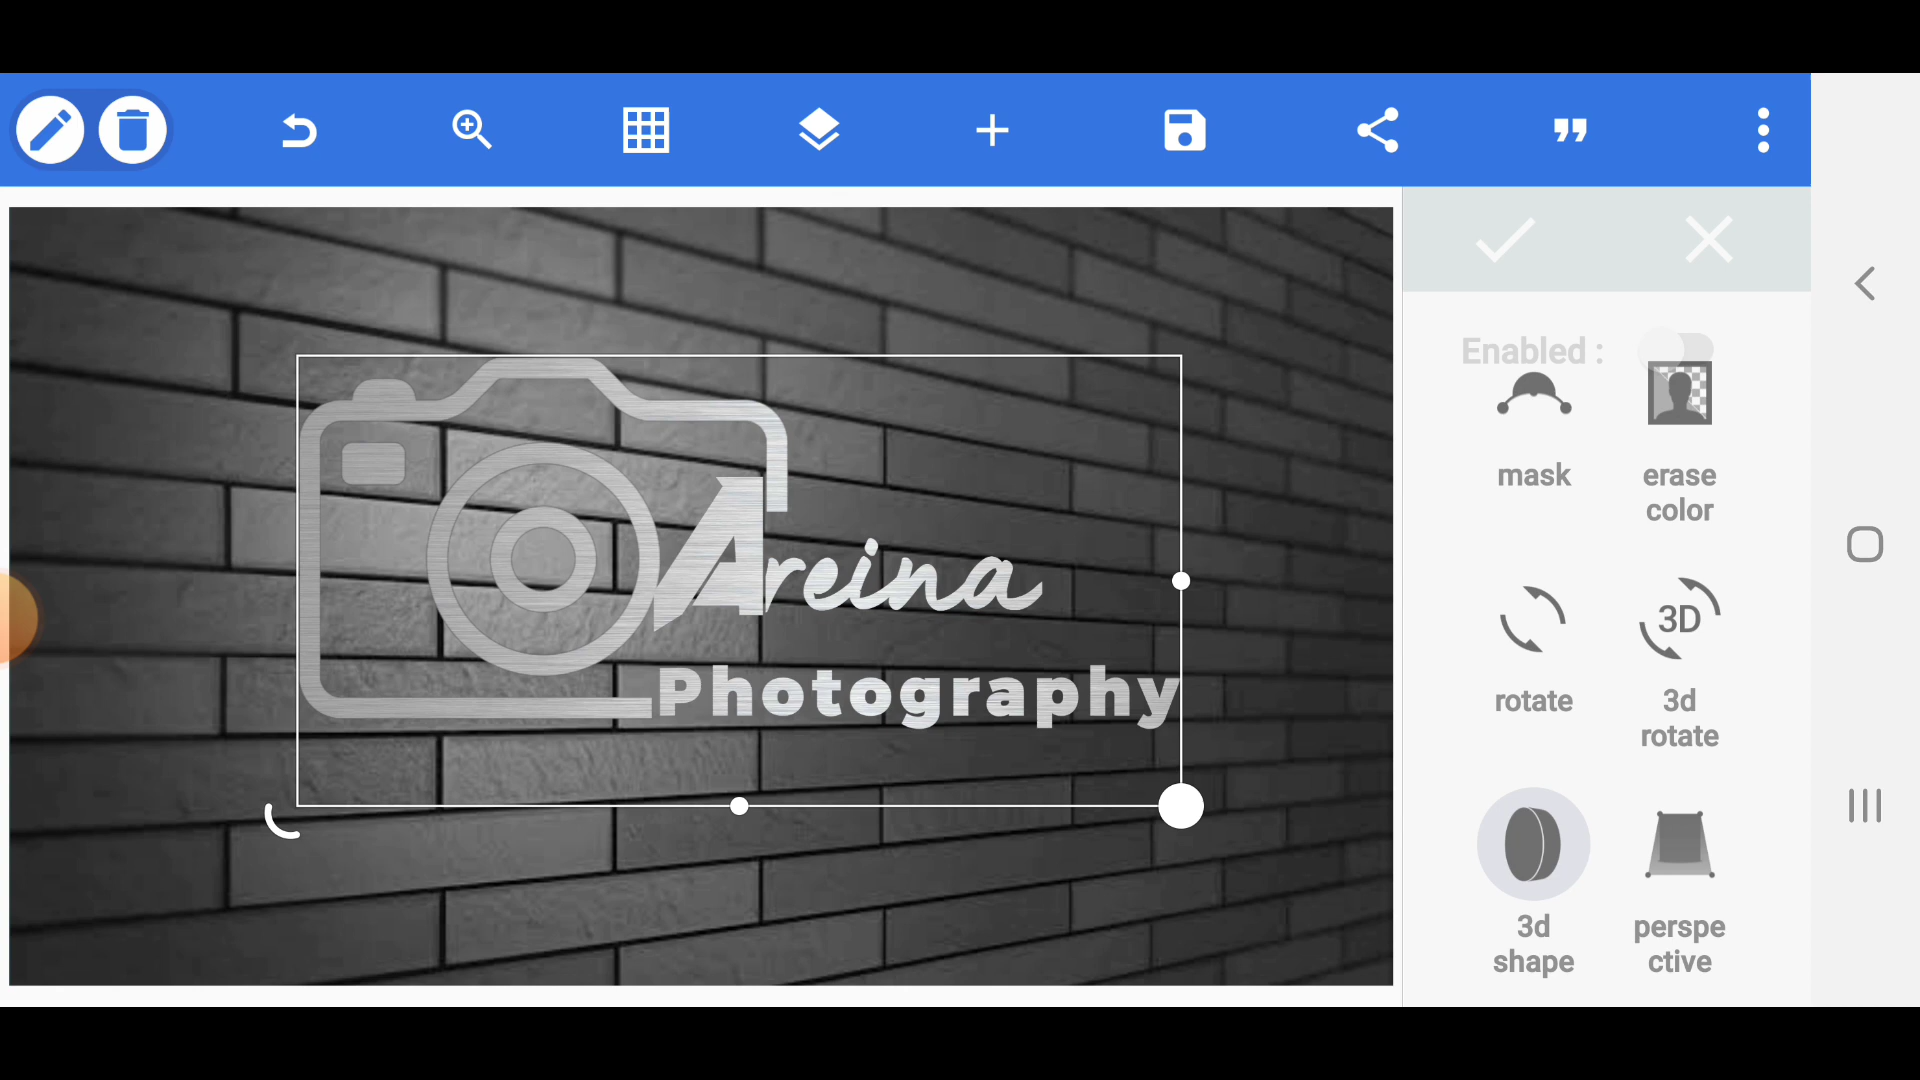 Enabled :
mask
erase
color
Areina
rotate
3D
3d
rotate
Photography
3d
shape
perspe
ctive